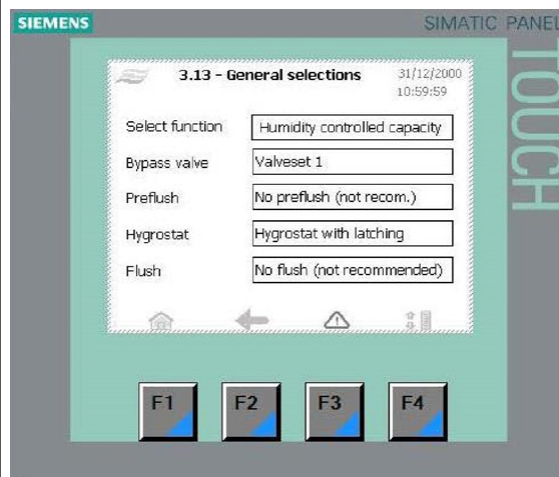 SIEMENS
SIMATIC PANEL
TOUCH
3.13 - General selections
31/12/2000
10:59:59
Select function
Humidity controlled capacity
Bypass valve
Valveset 1
Preflush
No preflush (not recom.)
Hygrostat
Hygrostat with latching
Flush
No flush (not recommended)
F1
F2
F3
F4